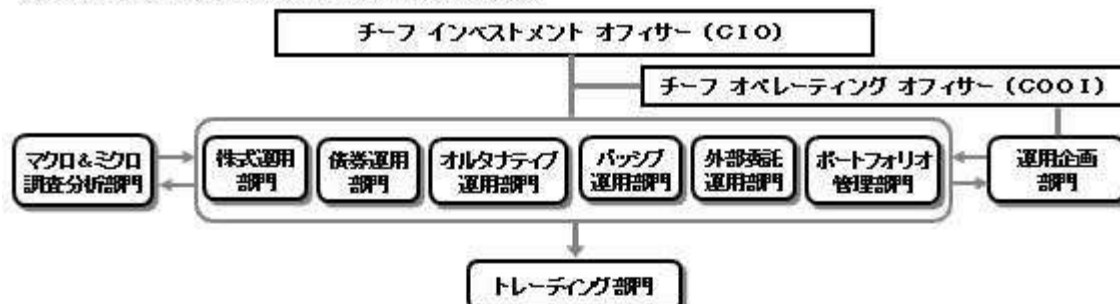 チーフ インベストメント オフィサー (CIO)
チーフ オペレーティング オフィサー (COOI)
マクロ&ミクロ
調査分析部門
株式運用
部門
債券運用
部門
オルタナティブ
運用部門
パッシブ
運用部門
外部委託
運用部門
ポートフォリオ
管理部門
運用企画
部門
トレーディング部門